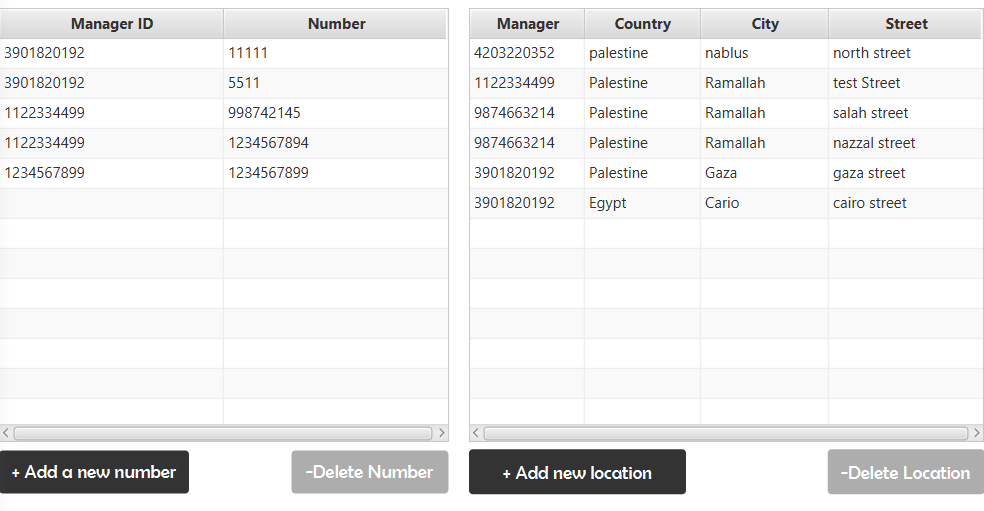 Manager ID Number
3901820192 11111
3901820192 5511
1122334499 998742145
1122334499 1234567894
1234567899 1234567899
+ Add a new number -Delete Number
Manager Country City Street
4203220352 palestine nablus north street
1122334499 Palestine Ramallah test Street
9874663214 Palestine Ramallah salah street
9874663214 Palestine Ramallah nazzal street
3901820192 Palestine Gaza gaza street
3901820192 Egypt Cario cairo street
+ Add new location -Delete Location